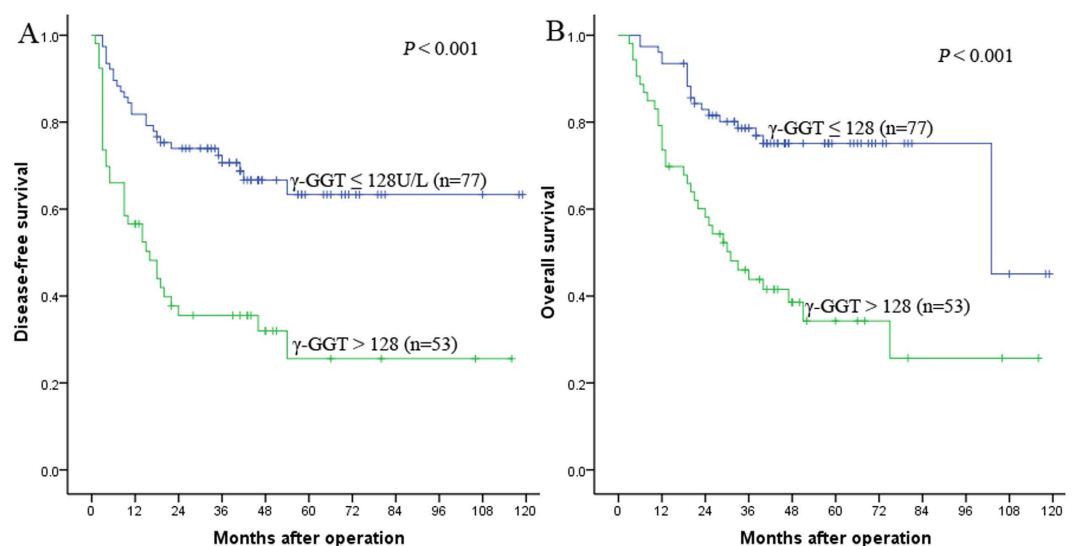 A
P < 0.001
Disease-free survival
1.0
0.8
0.6
0.4
0.2
0.0
γ-GGT ≤ 128U/L (n=77)
γ-GGT > 128 (n=53)
0 12 24 36 48 60 72 84 96 108 120
Months after operation
B
P < 0.001
Overall survival
1.0
0.8
0.6
0.4
0.2
0.0
γ-GGT ≤ 128 (n=77)
γ-GGT > 128 (n=53)
0 12 24 36 48 60 72 84 96 108 120
Months after operation